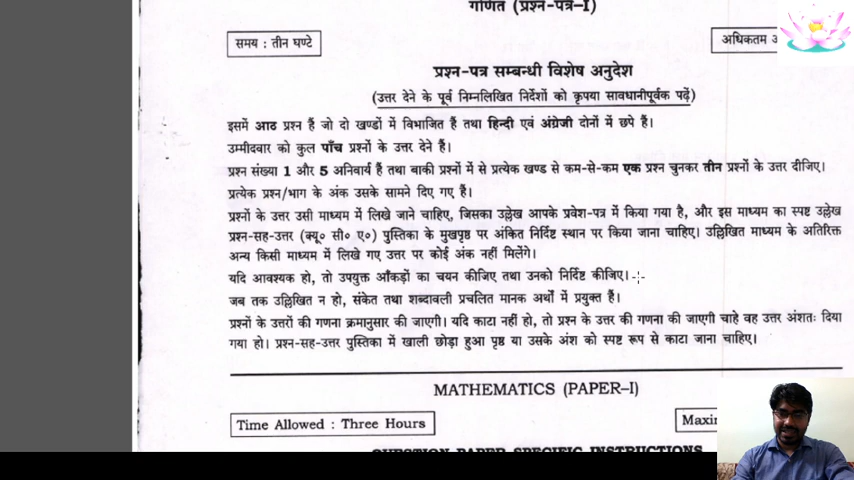 गणित (प्रश्न-पत्र-I)
समय : तीन घण्टे
अधिकतम
प्रश्न-पत्र सम्बन्धी विशेष अनुदेश
(उत्तर देने के पूर्व निम्नलिखित निर्देशों को कृपया सावधानीपूर्वक पढ़ें)
इसमें आठ प्रश्न हैं जो दो खण्डों में विभाजित हैं तथा हिन्दी एवं अंग्रेजी दोनों में छपे हैं।
उम्मीदवार को कुल पाँच प्रश्नों के उत्तर देने हैं।
प्रश्न संख्या 1 और 5 अनिवार्य हैं तथा बाकी प्रश्नों में से प्रत्येक खण्ड से कम-से-कम एक प्रश्न चुनकर तीन प्रश्नों के उत्तर दीजिए।
प्रत्येक प्रश्न/भाग के अंक उसके सामने दिए गए हैं।
प्रश्नों के उत्तर उसी माध्यम में लिखे जाने चाहिए, जिसका उल्लेख आपके प्रवेश-पत्र में किया गया है, और इस माध्यम का स्पष्ट उल्लेख
प्रश्न-सह-उत्तर (क्यू० सी० ए०) पुस्तिका के मुखपृष्ठ पर अंकित निर्दिष्ट स्थान पर किया जाना चाहिए। उल्लिखित माध्यम के अतिरिक्त
अन्य किसी माध्यम में लिखे गए उत्तर पर कोई अंक नहीं मिलेंगे।
यदि आवश्यक हो, तो उपयुक्त आँकड़ों का चयन कीजिए तथा उनको निर्दिष्ट कीजिए।
जब तक उल्लिखित न हो, संकेत तथा शब्दावली प्रचलित मानक अर्थों में प्रयुक्त हैं।
प्रश्नों के उत्तरों की गणना क्रमानुसार की जाएगी। यदि काटा नहीं हो, तो प्रश्न के उत्तर की गणना की जाएगी चाहे वह उत्तर अंशतः दिया
गया हो। प्रश्न-सह-उत्तर पुस्तिका में खाली छोड़ा हुआ पृष्ठ या उसके अंश को स्पष्ट रूप से काटा जाना चाहिए।
MATHEMATICS (PAPER–I)
Time Allowed : Three Hours
QUESTION PAPER SPECIFIC INSTRUCTIONS